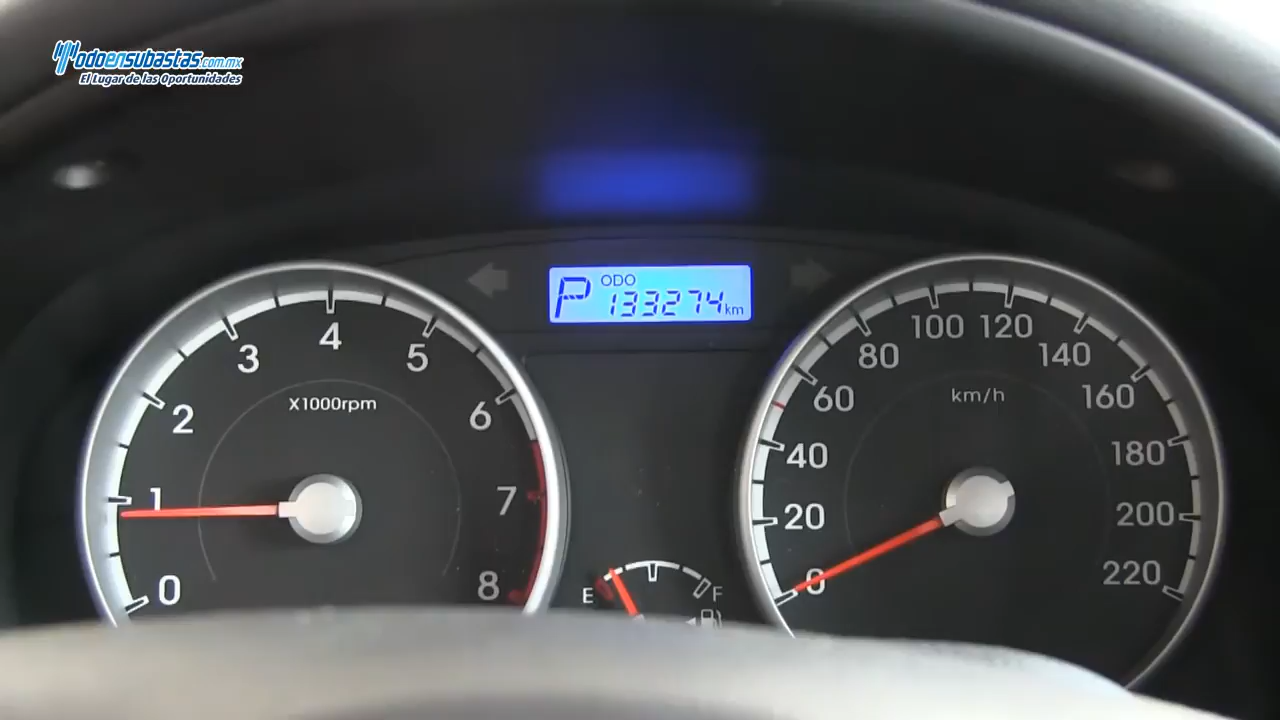 Todoensubastas.com.mx
El Lugar de las Oportunidades
P ODO 133274 km
0 1 2 3 4 5 6 7 8
X1000rpm
0 20 40 60 80 100 120 140 160 180 200 220
km/h
E F